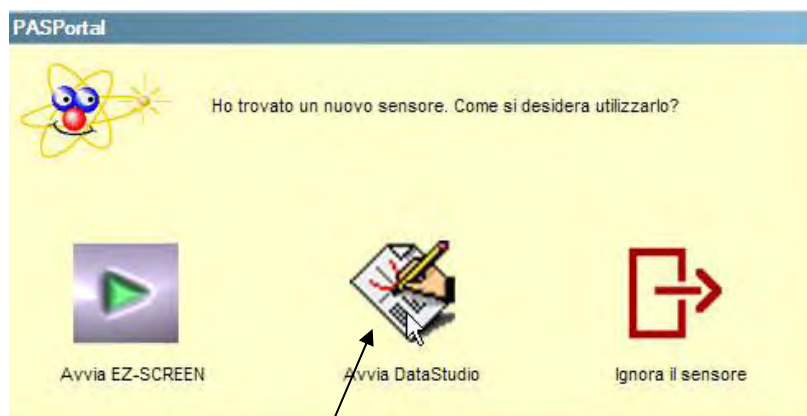 PASPortal
Ho trovato un nuovo sensore. Come si desidera utilizzarlo?
Avvia EZ-SCREEN
Avvia DataStudio
Ignora il sensore